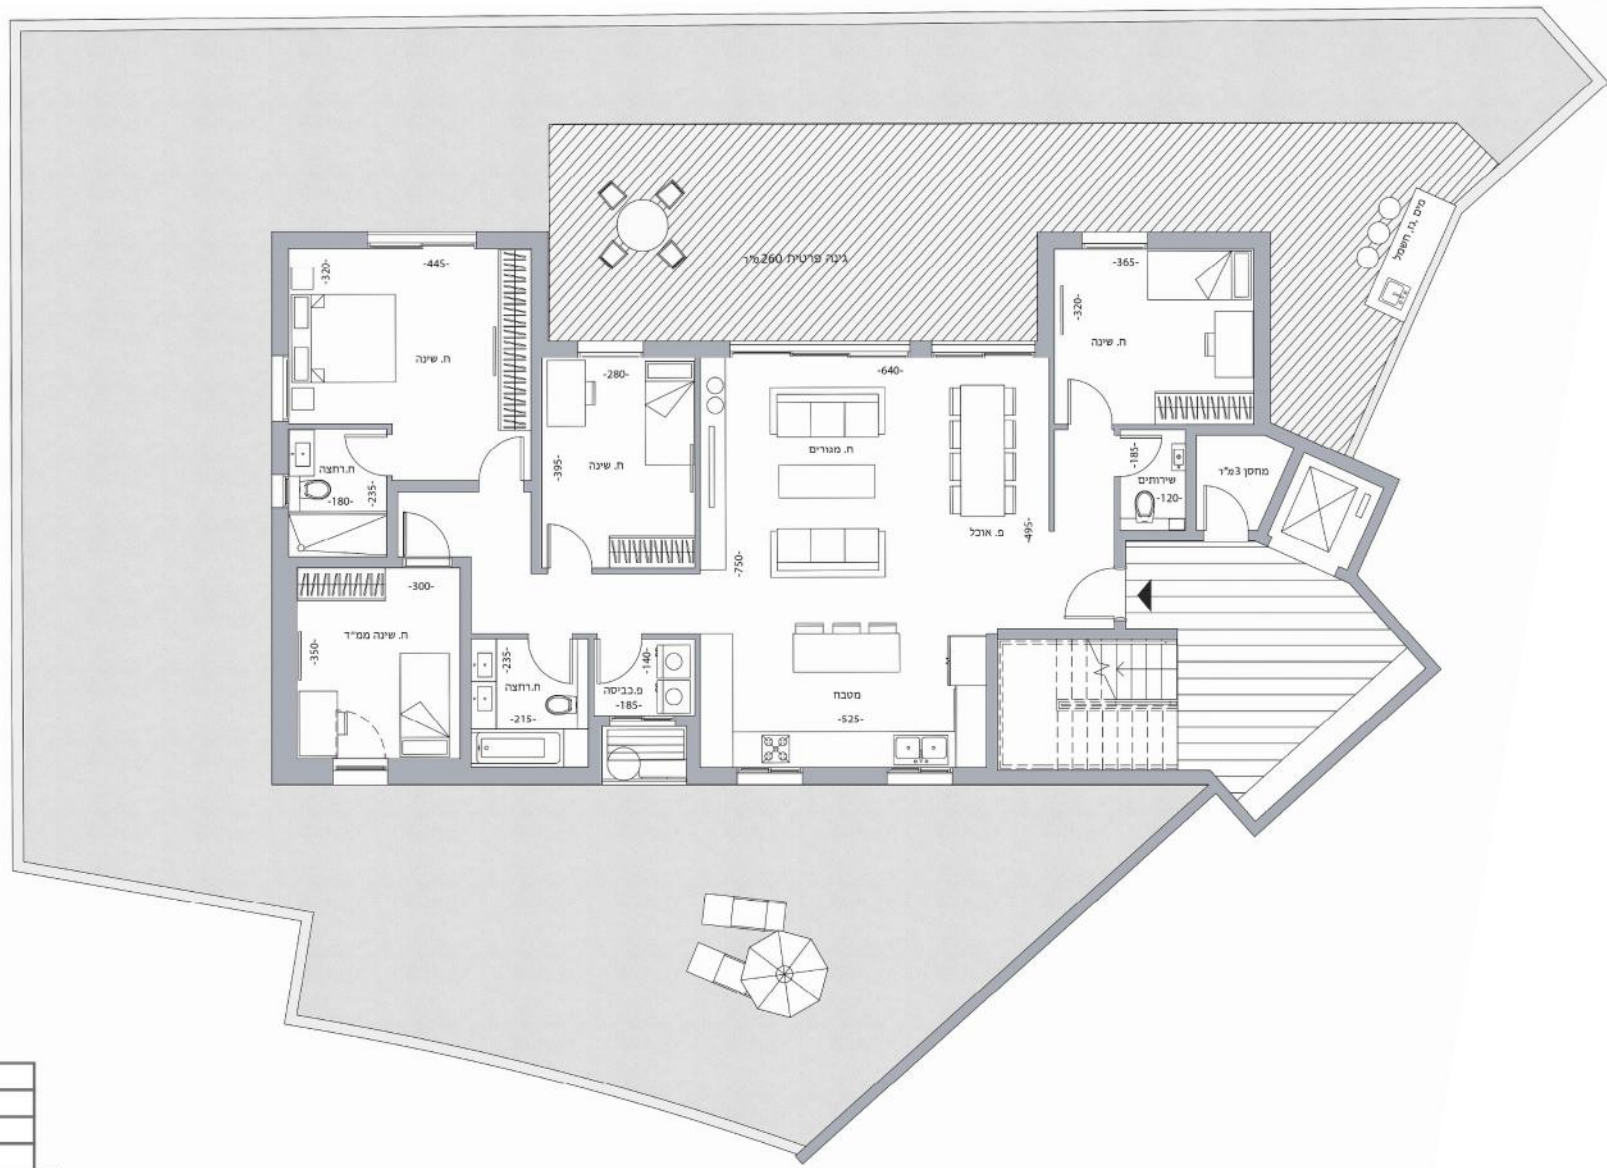 מים, גז, חשמל
גינה פרטית 260 מ"ר
-445-
-320-
ח. שינה
-365-
-320-
ח. שינה
-280-
-395-
ח. שינה
-640-
ח. מגורים
פ. אוכל
-495-
-750-
-185-
שירותים
-120-
מחסן 3 מ"ר
ח.רחצה
-180-
-235-
-300-
ח. שינה ממ"ד
-350-
-235-
ח.רחצה
-215-
-140-
פ.כביסה
-185-
מטבח
-525-